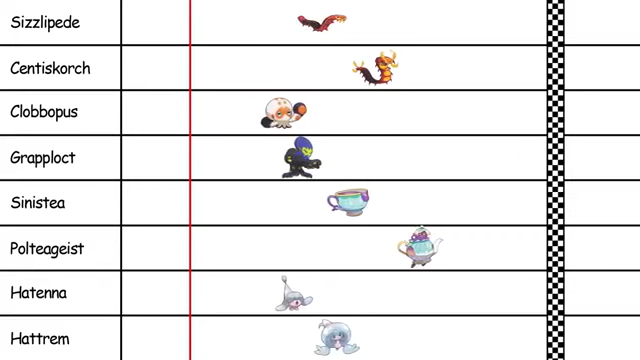 Sizzlipede
Centiskorch
Clobbopus
Grapploct
Sinistea
Polteageist
Hatenna
Hattrem